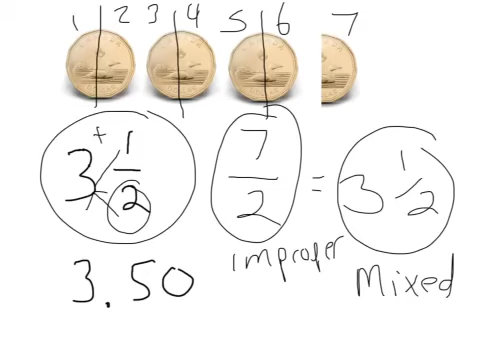 1 2 3 4 5 6 7
3 + 1/2 7/2 = 3 1/2
improper
3.50 Mixed